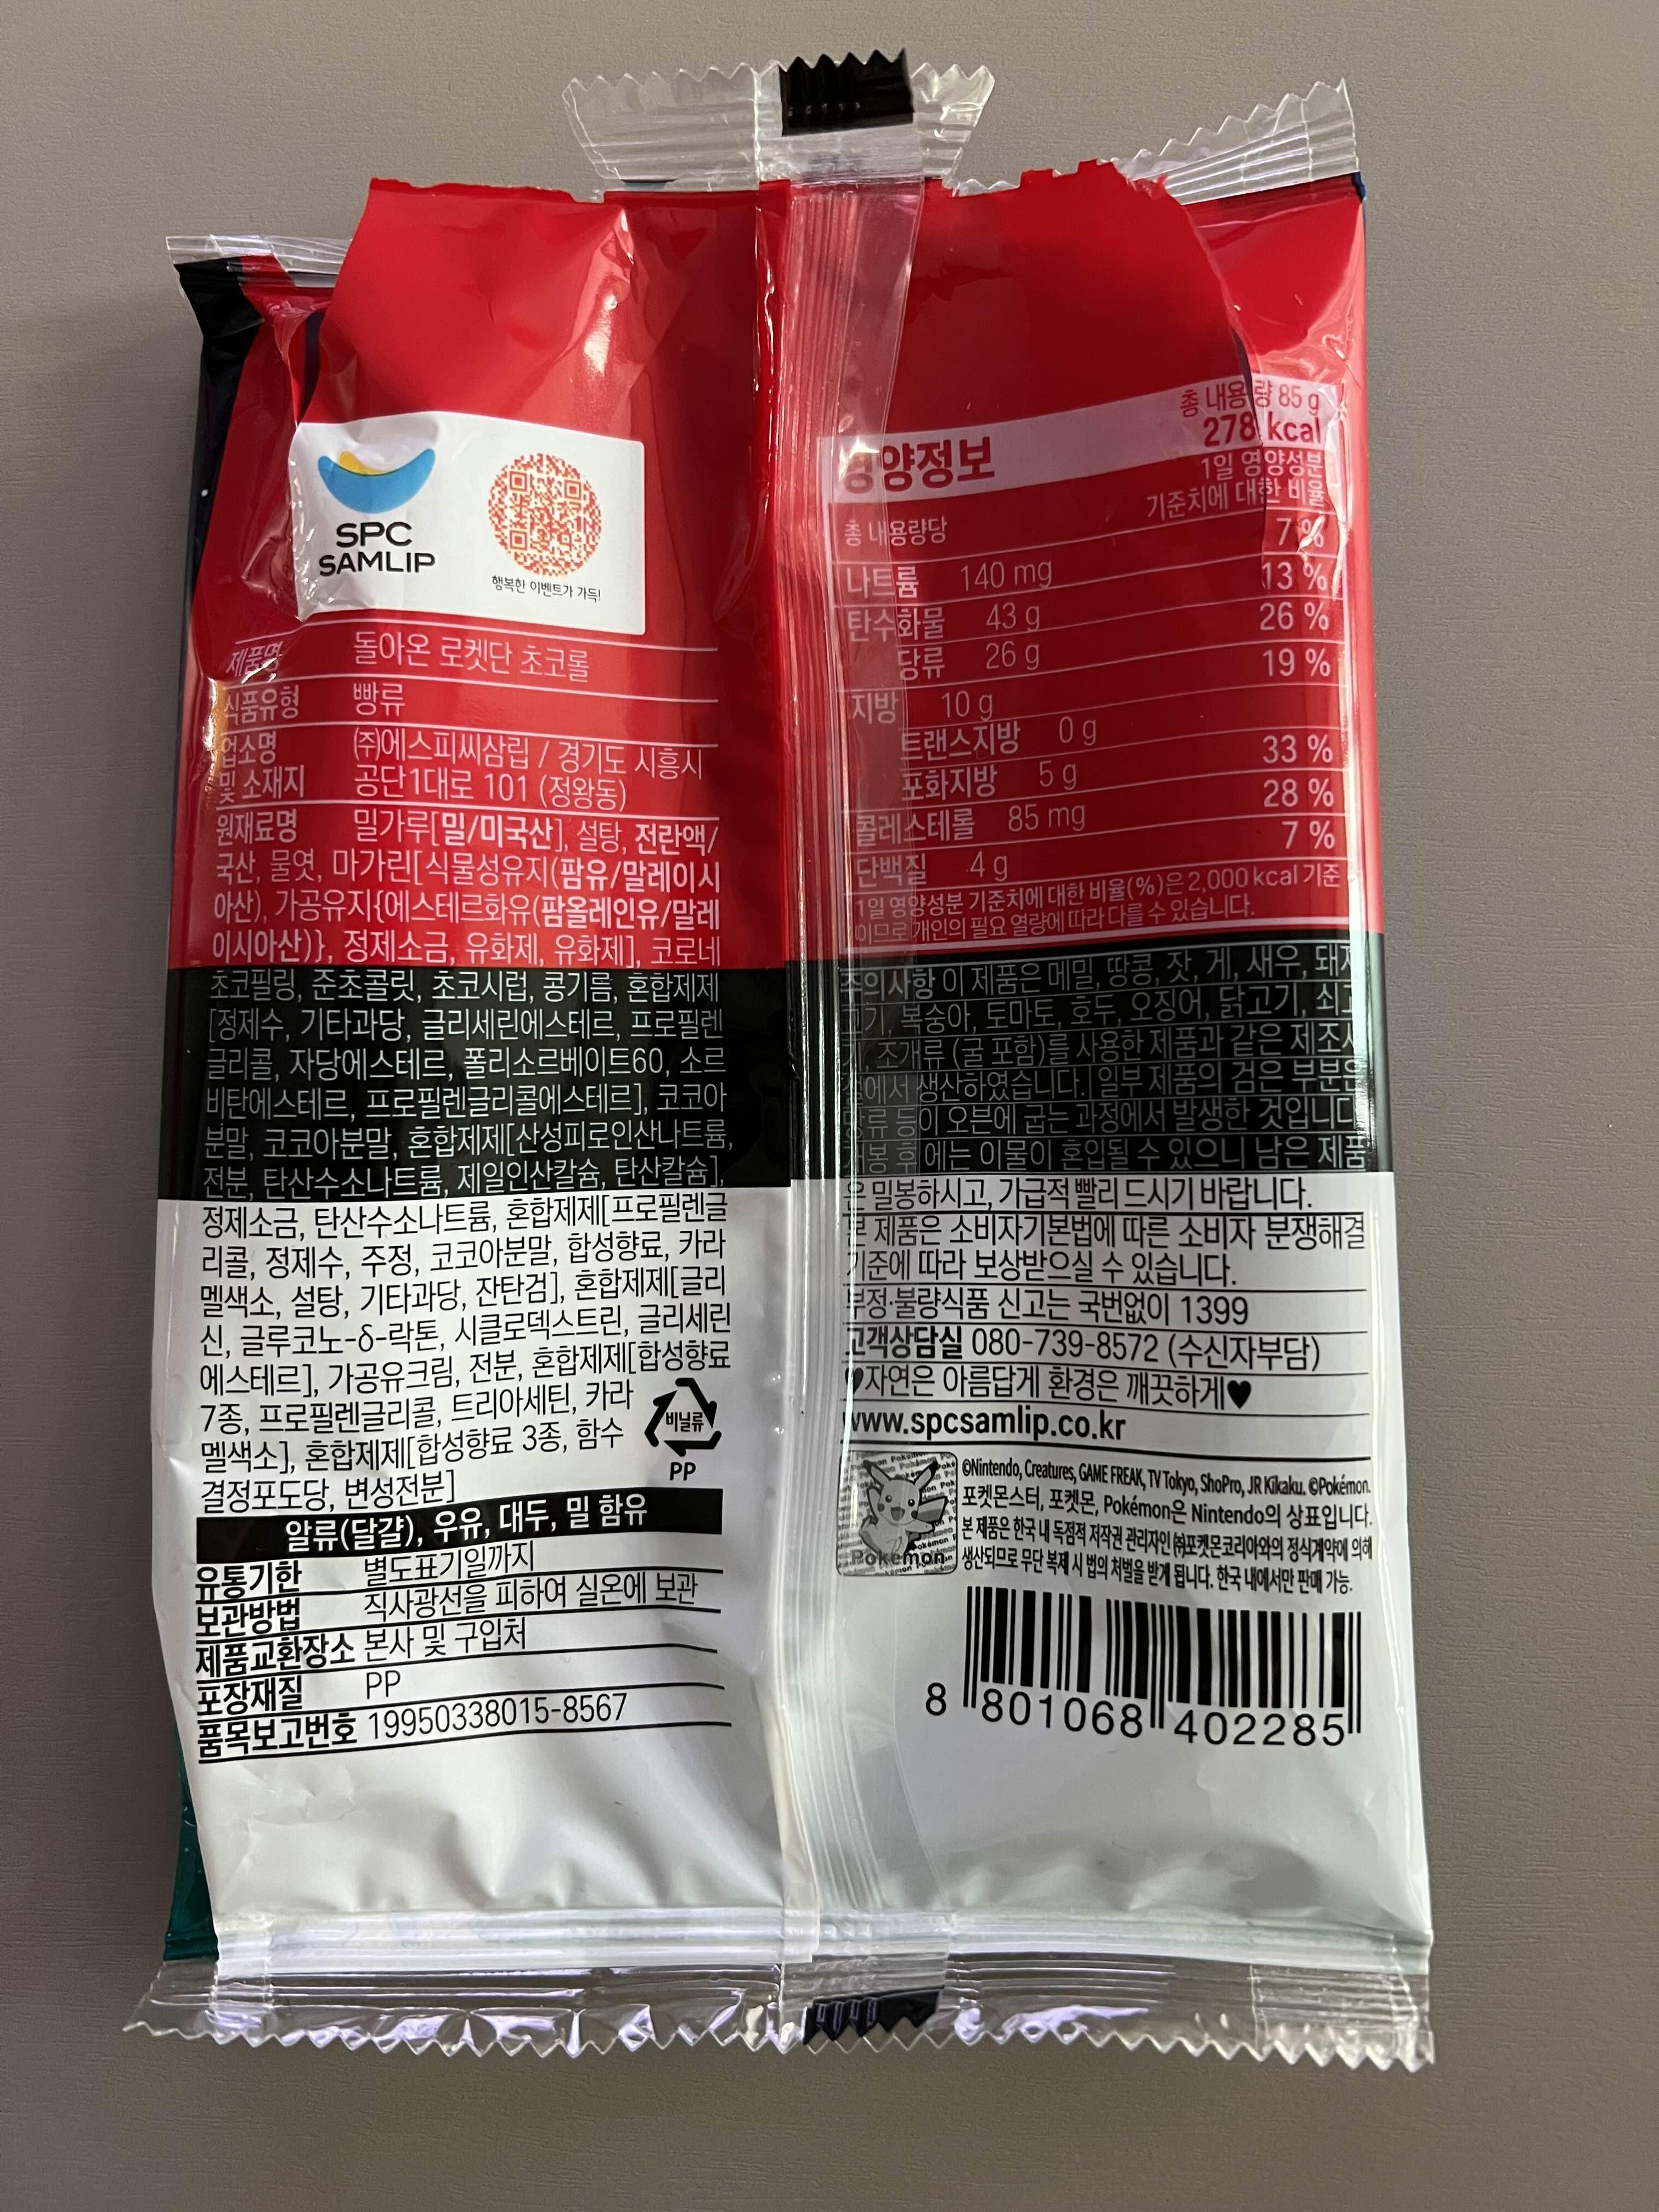 SPC
SAMLIP
행복한 이벤트가 가득!
제품명 돌아온 로켓단 초코롤
식품유형 빵류
업소명 ㈜에스피씨삼립 / 경기도 시흥시
및 소재지 공단1대로 101 (정왕동)
원재료명 밀가루[밀/미국산], 설탕, 전란액/
국산, 물엿, 마가린[식물성유지(팜유/말레이시
아산), 가공유지{에스테르화유(팜올레인유/말레
이시아산)}, 정제소금, 유화제, 유화제], 코로네
초코필링, 준초콜릿, 초코시럽, 콩기름, 혼합제제
[정제수, 기타과당, 글리세린에스테르, 프로필렌
글리콜, 자당에스테르, 폴리소르베이트60, 소르
비탄에스테르, 프로필렌글리콜에스테르], 코코아
분말, 코코아분말, 혼합제제[산성피로인산나트륨,
전분, 탄산수소나트륨, 제일인산칼슘, 탄산칼슘],
정제소금, 탄산수소나트륨, 혼합제제[프로필렌글
리콜, 정제수, 주정, 코코아분말, 합성향료, 카라
멜색소, 설탕, 기타과당, 잔탄검], 혼합제제[글리
신, 글루코노-δ-락톤, 시클로덱스트린, 글리세린
에스테르], 가공유크림, 전분, 혼합제제[합성향료
7종, 프로필렌글리콜, 트리아세틴, 카라
멜색소], 혼합제제[합성향료 3종, 함수
결정포도당, 변성전분]
비닐류
PP
알류(달걀), 우유, 대두, 밀 함유
유통기한 별도표기일까지
보관방법 직사광선을 피하여 실온에 보관
제품교환장소 본사 및 구입처
포장재질 PP
품목보고번호 19950338015-8567
영양정보
총 내용량 85 g
278 kcal
1일 영양성분
기준치에 대한 비율
총 내용량당
나트륨 140 mg 7 %
탄수화물 43 g 13 %
당류 26 g 26 %
지방 10 g 19 %
트랜스지방 0 g
포화지방 5 g 33 %
콜레스테롤 85 mg 28 %
단백질 4 g 7 %
1일 영양성분 기준치에 대한 비율(%)은 2,000 kcal 기준
이므로 개인의 필요 열량에 따라 다를 수 있습니다.
주의사항 이 제품은 메밀, 땅콩, 잣, 게, 새우, 돼지
고기, 복숭아, 토마토, 호두, 오징어, 닭고기, 쇠고
기, 조개류 (굴 포함)를 사용한 제품과 같은 제조시
설에서 생산하였습니다. | 일부 제품의 검은 부분은
당류 등이 오븐에 굽는 과정에서 발생한 것입니다.
개봉 후에는 이물이 혼입될 수 있으니 남은 제품
은 밀봉하시고, 가급적 빨리 드시기 바랍니다.
본 제품은 소비자기본법에 따른 소비자 분쟁해결
기준에 따라 보상받으실 수 있습니다.
부정·불량식품 신고는 국번없이 1399
고객상담실 080-739-8572 (수신자부담)
♥자연은 아름답게 환경은 깨끗하게♥
www.spcsamlip.co.kr
Pokémon
©Nintendo, Creatures, GAME FREAK, TV Tokyo, ShoPro, JR Kikaku. ©Pokémon.
포켓몬스터, 포켓몬, Pokémon은 Nintendo의 상표입니다.
본 제품은 한국 내 독점적 저작권 관리자인 ㈜포켓몬코리아와의 정식계약에 의해
생산되므로 무단 복제 시 법의 처벌을 받게 됩니다. 한국 내에서만 판매 가능.
8 801068 402285